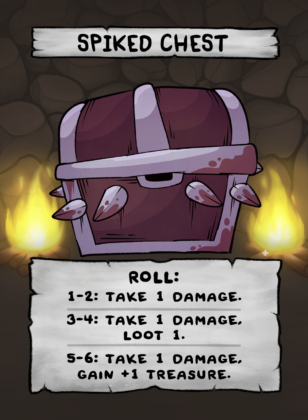 SPIKED CHEST
ROLL:
1-2: TAKE 1 DAMAGE.
3-4: TAKE 1 DAMAGE,
LOOT 1.
5-6: TAKE 1 DAMAGE,
GAIN +1 TREASURE.